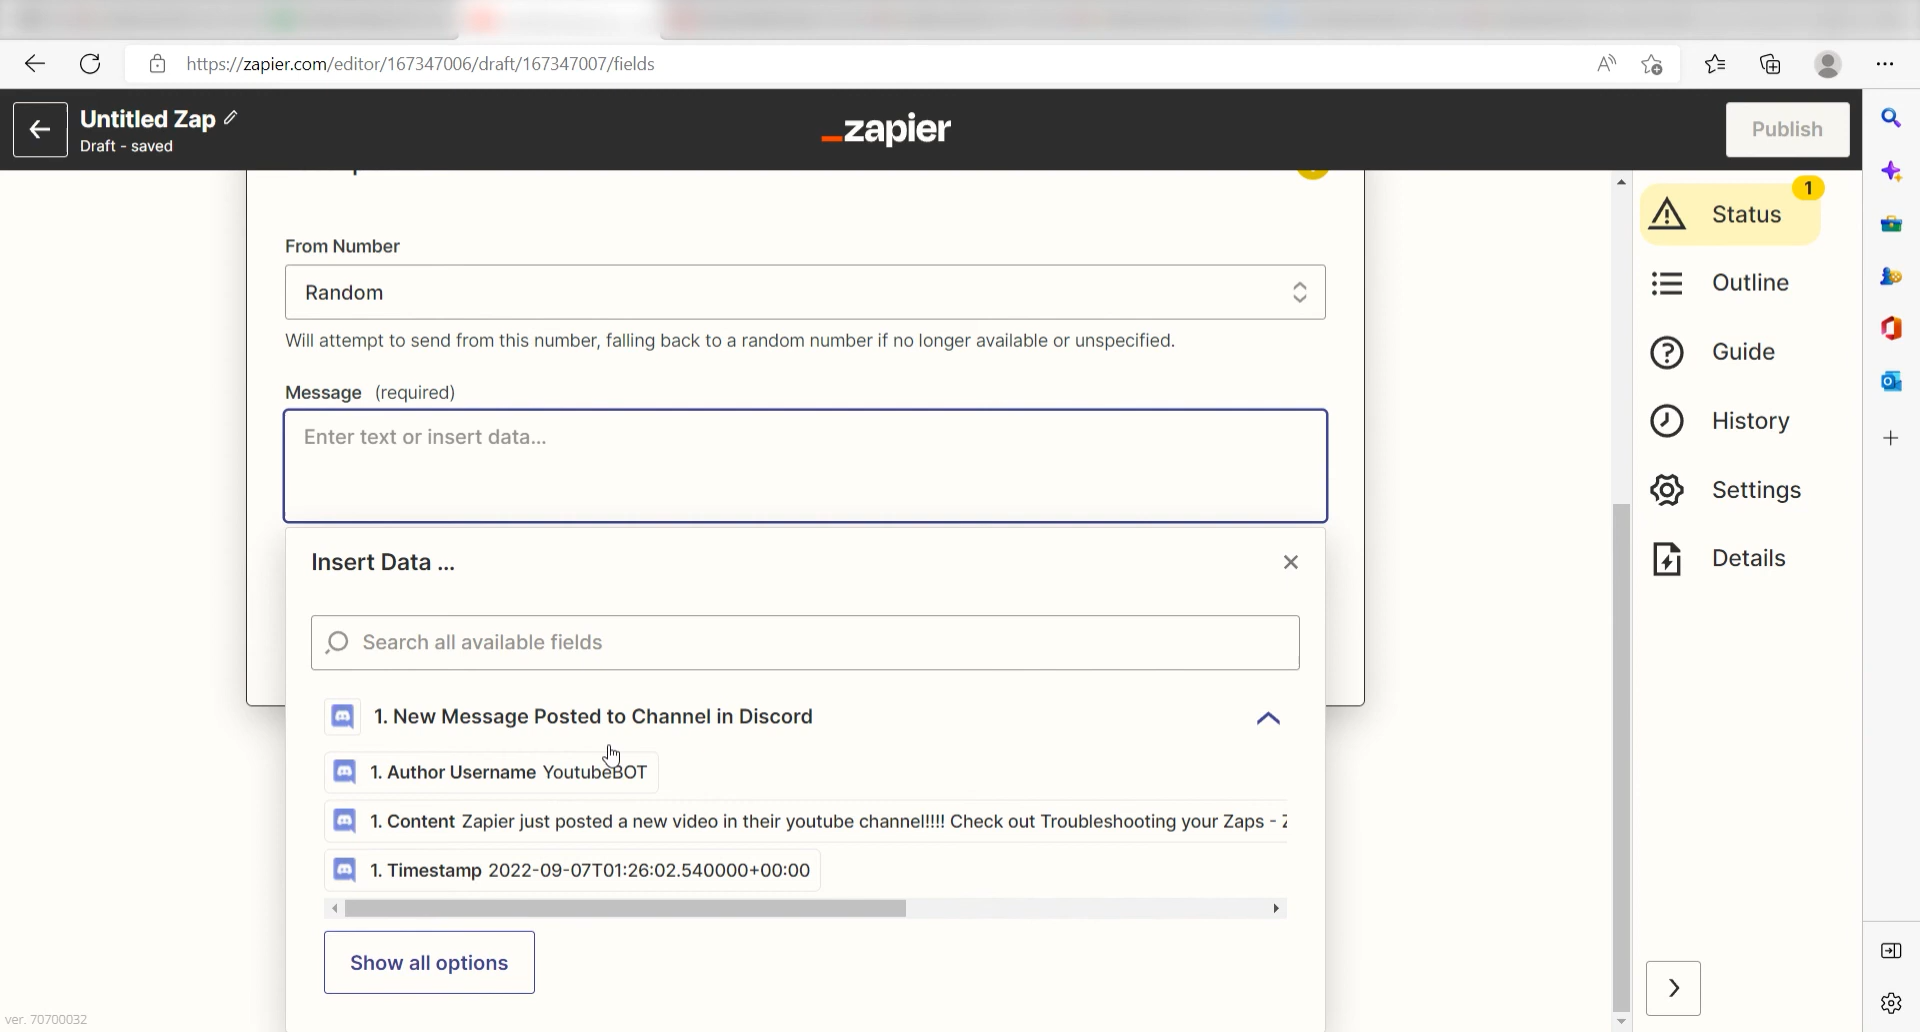 https://zapier.com/editor/167347006/draft/167347007/fields
Untitled Zap
Draft - saved
_zapier
Publish
From Number
Random
Will attempt to send from this number, falling back to a random number if no longer available or unspecified.
Message (required)
Enter text or insert data...
Insert Data ...
Search all available fields
1. New Message Posted to Channel in Discord
1. Author Username YoutubeBOT
1. Content Zapier just posted a new video in their youtube channel!!!! Check out Troubleshooting your Zaps -
1. Timestamp 2022-09-07T01:26:02.540000+00:00
Show all options
1
Status
Outline
Guide
History
Settings
Details
ver. 70700032